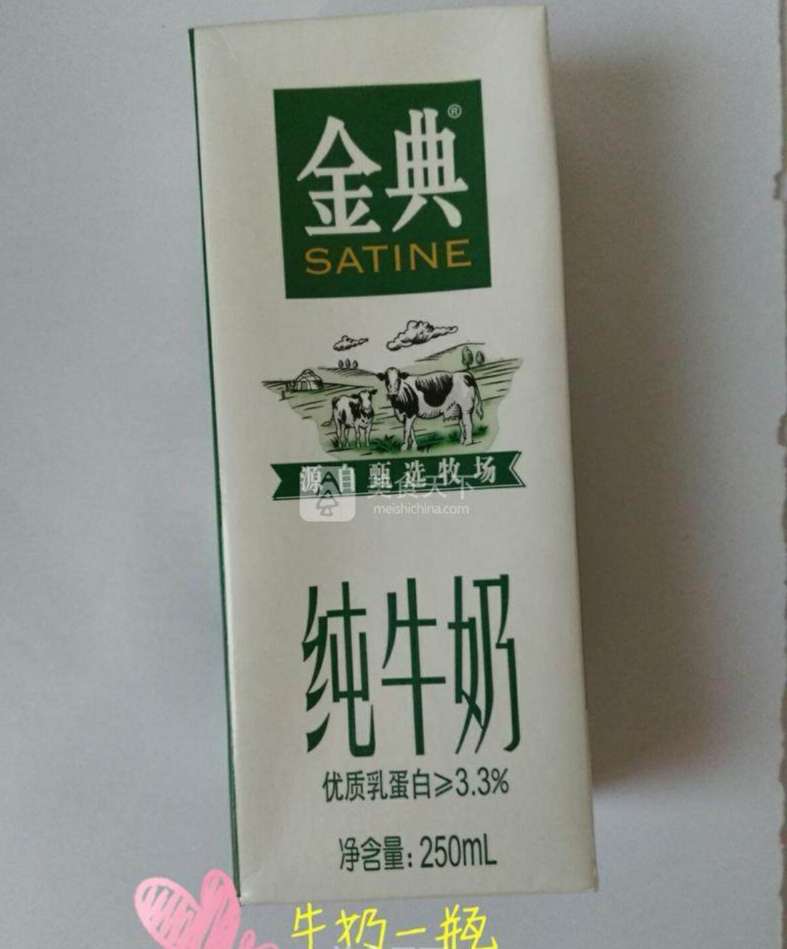 金典®
SATINE
源自甄选牧场
美食天下
meishichina.com
纯牛奶
优质乳蛋白≥3.3%
净含量：250mL
牛奶一瓶